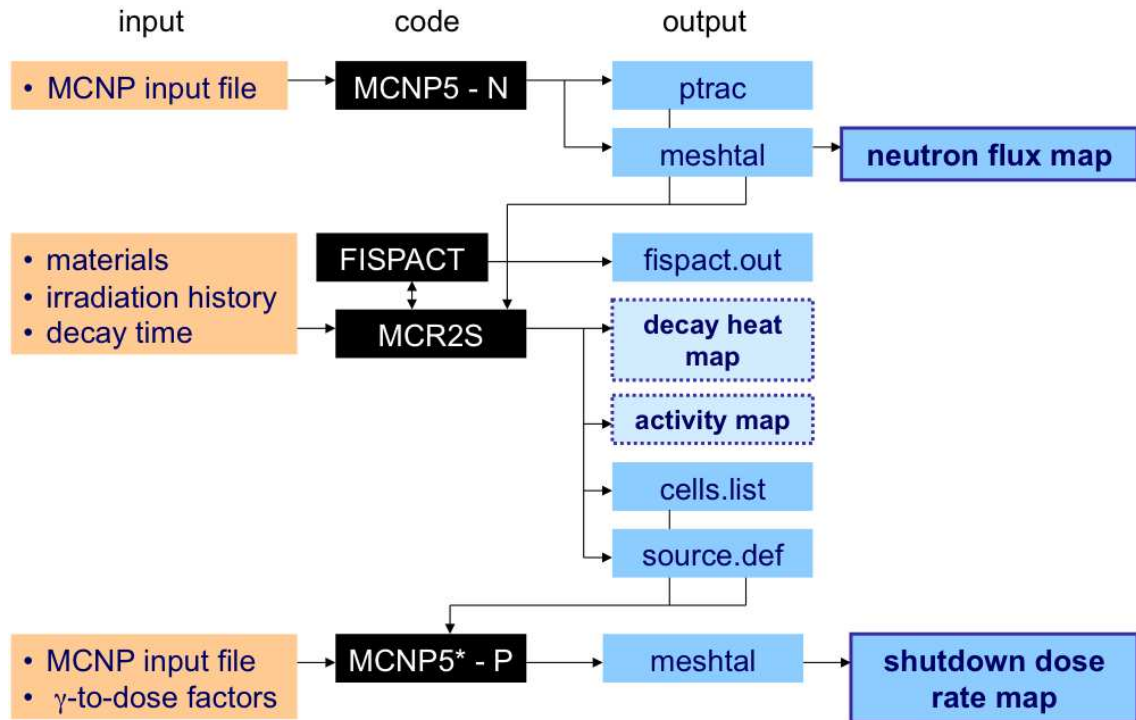 input code output
• MCNP input file
MCNP5 - N
ptrac
meshtal
neutron flux map
• materials
• irradiation history
• decay time
FISPACT
fispact.out
MCR2S
decay heat
map
activity map
cells.list
source.def
• MCNP input file
• γ-to-dose factors
MCNP5* - P
meshtal
shutdown dose
rate map